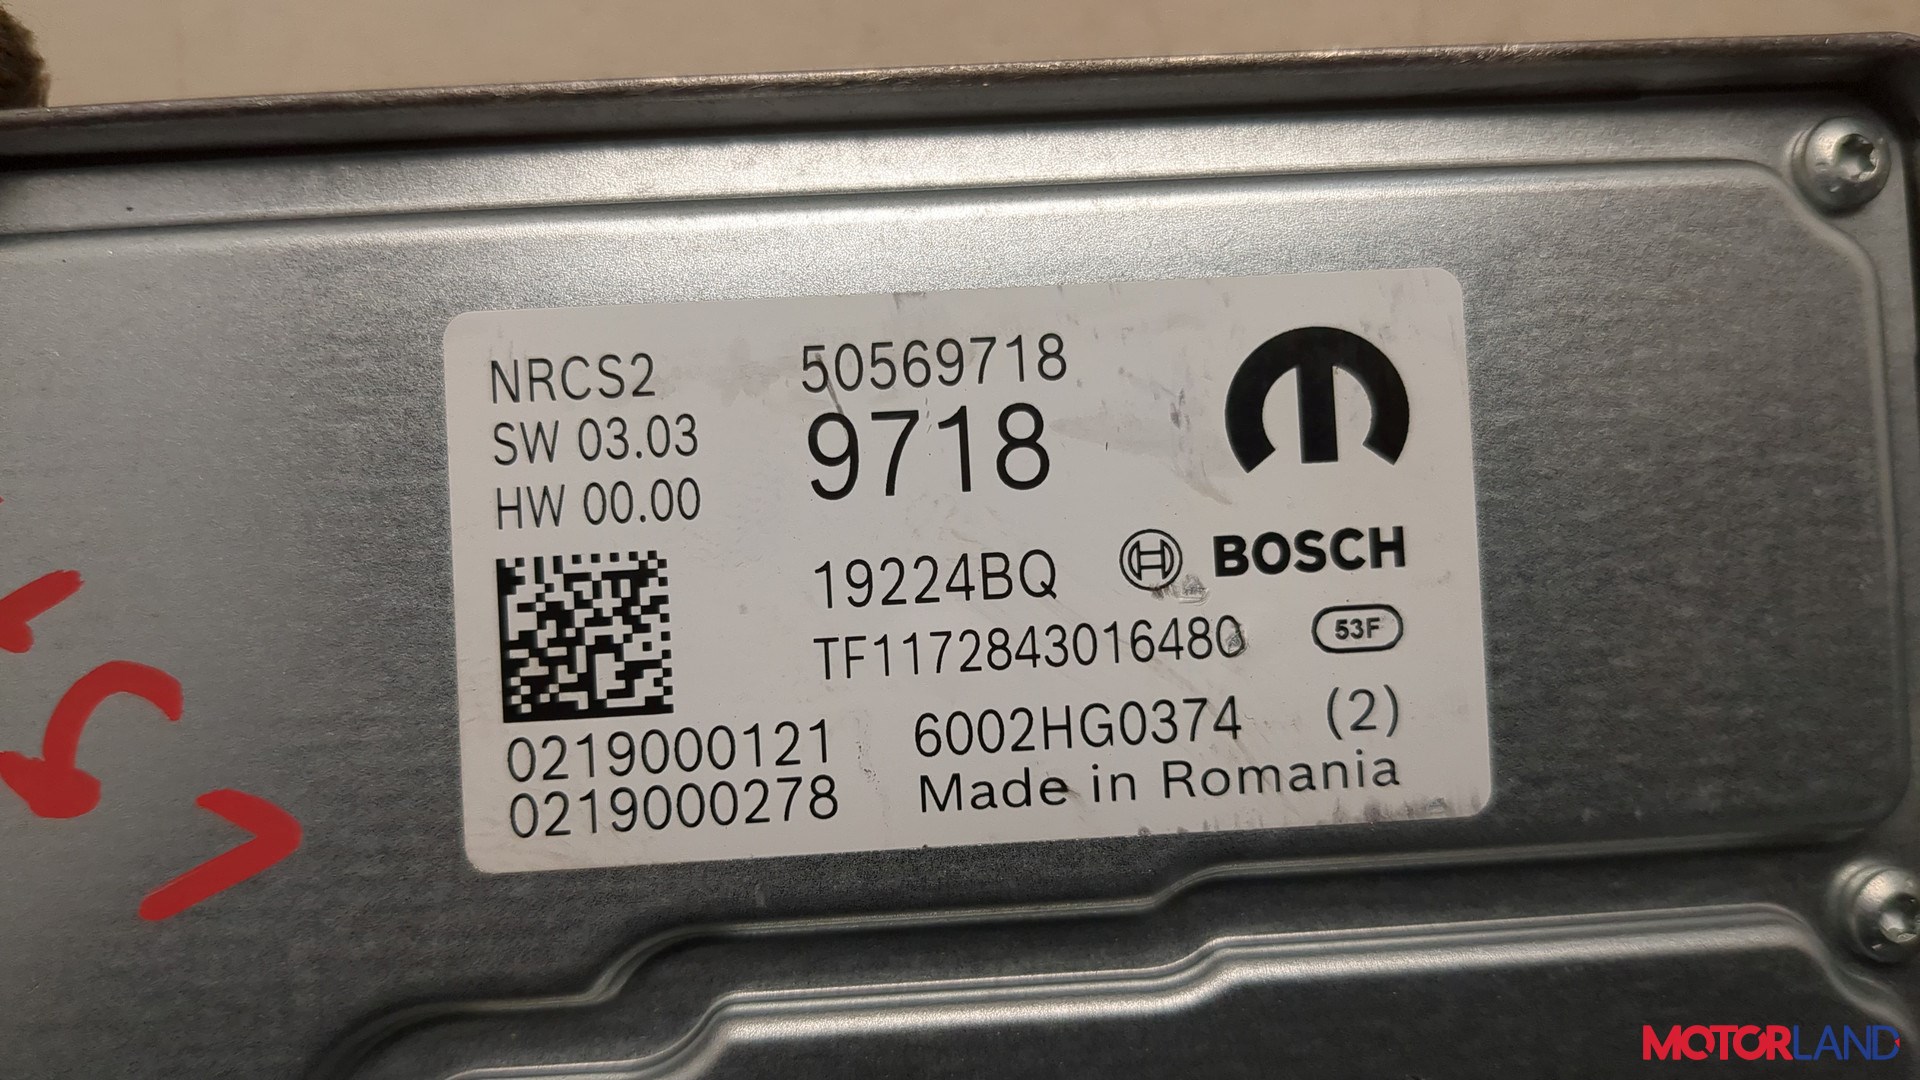 NRCS2 50569718
SW 03.03 9718
HW 00.00
19224BQ BOSCH
TF1172843016480 53F
0219000121 6002HG0374 (2)
0219000278 Made in Romania
MOTORLAND